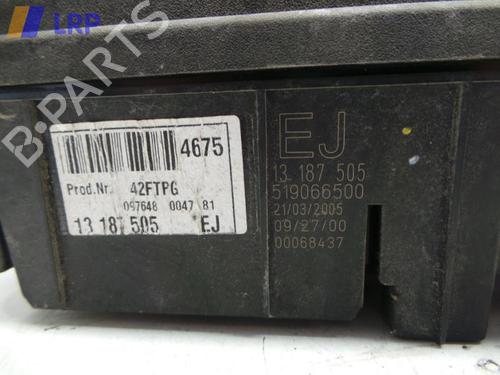 LRP
B-PARTS
4675
Prod.Nr. 42FTPG
097648 0047 81
13 187 505 EJ
EJ
13 187 505
519066500
21/03/2005
09/27/00
00068437